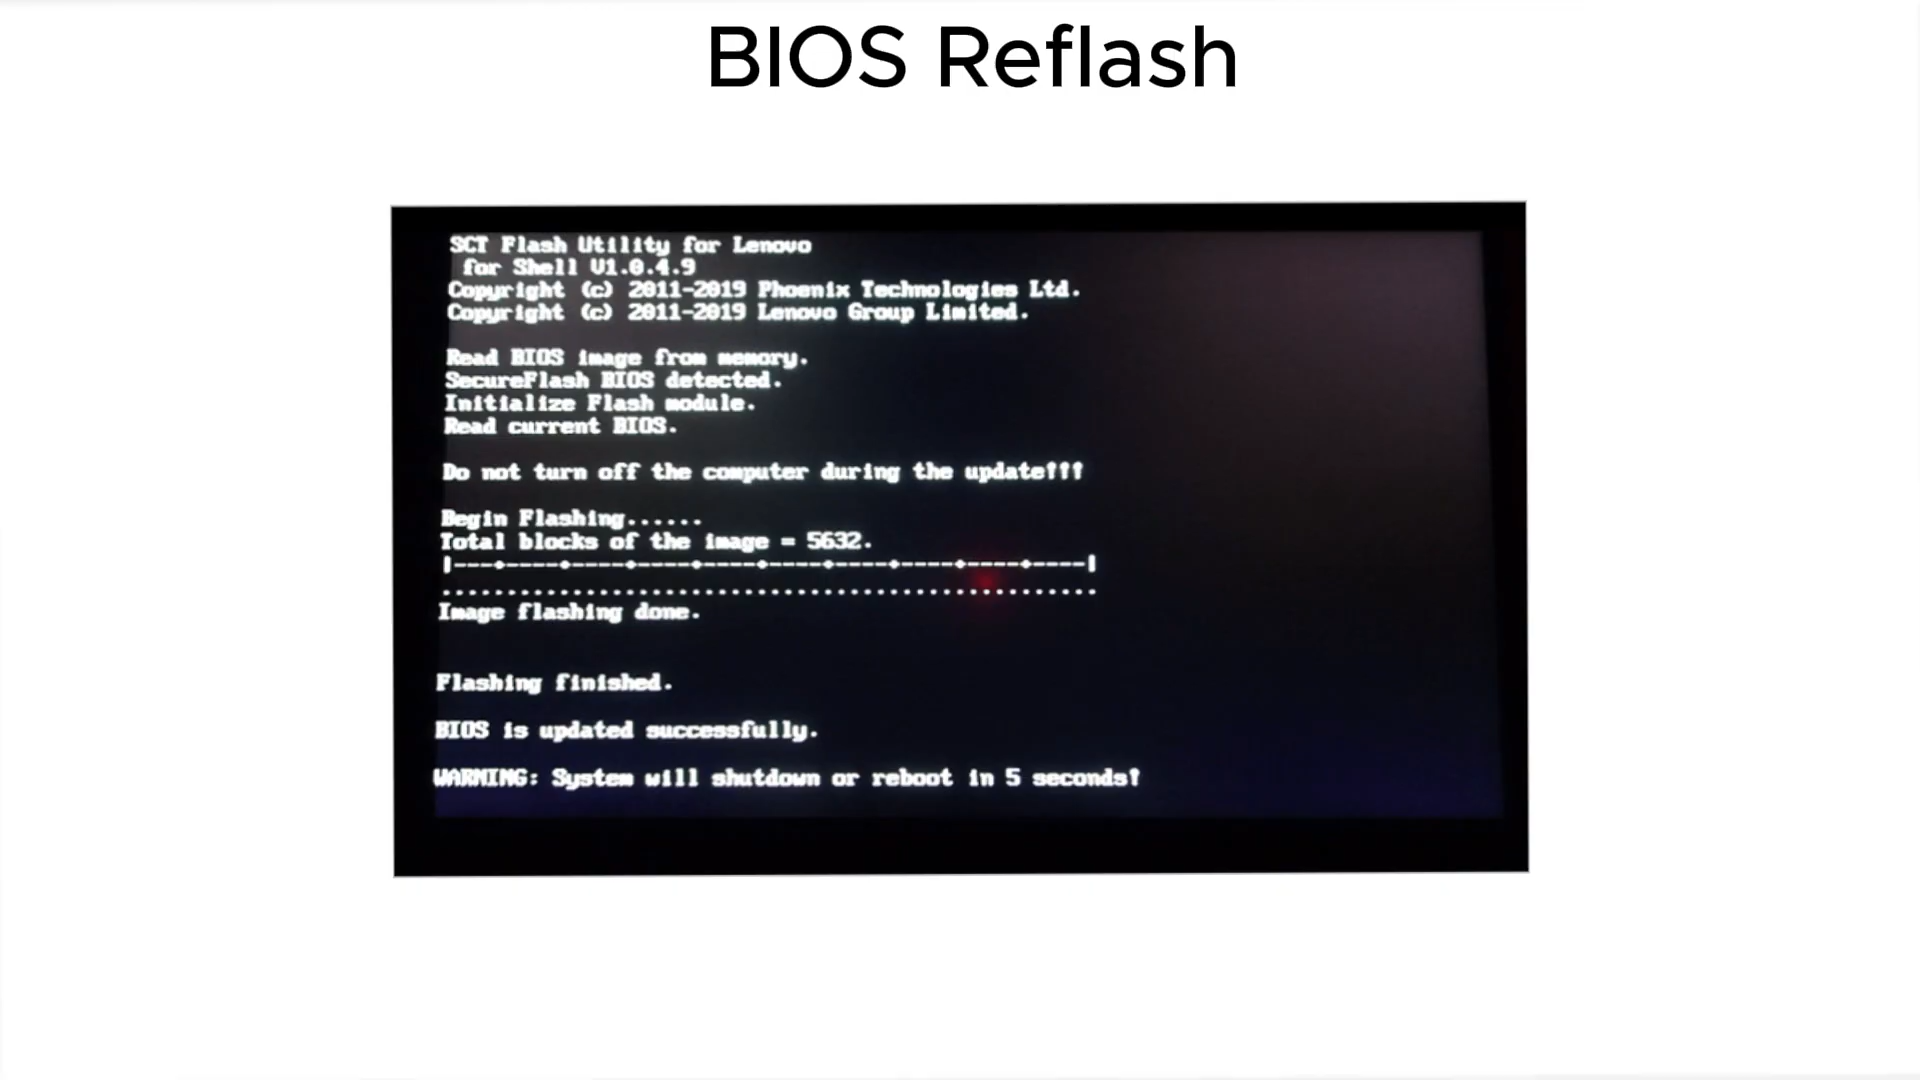 BIOS Reflash
SCT Flash Utility for Lenovo
for Shell V1.0.4.9
Copyright (c) 2011-2019 Phoenix Technologies Ltd.
Copyright (c) 2011-2019 Lenovo Group Limited.
Read BIOS image from memory.
SecureFlash BIOS detected.
Initialize Flash module.
Read current BIOS.
Do not turn off the computer during the update!!!
Begin Flashing......
Total blocks of the image = 5632.
|---+----+----+----+----+----+----+----+----+----|
..................................................
Image flashing done.
Flashing finished.
BIOS is updated successfully.
WARNING: System will shutdown or reboot in 5 seconds!